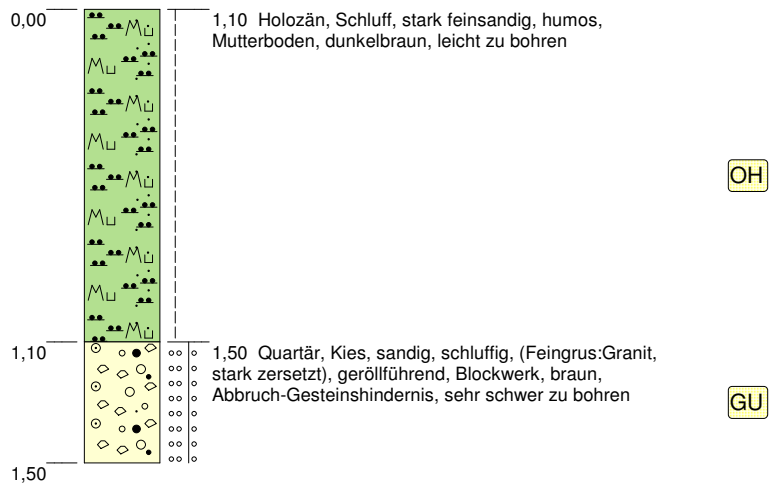 0,00
1,10 Holozän, Schluff, stark feinsandig, humos,
Mutterboden, dunkelbraun, leicht zu bohren
OH
1,10
1,50 Quartär, Kies, sandig, schluffig, (Feingrus:Granit,
stark zersetzt), geröllführend, Blockwerk, braun,
Abbruch-Gesteinshindernis, sehr schwer zu bohren
GU
1,50